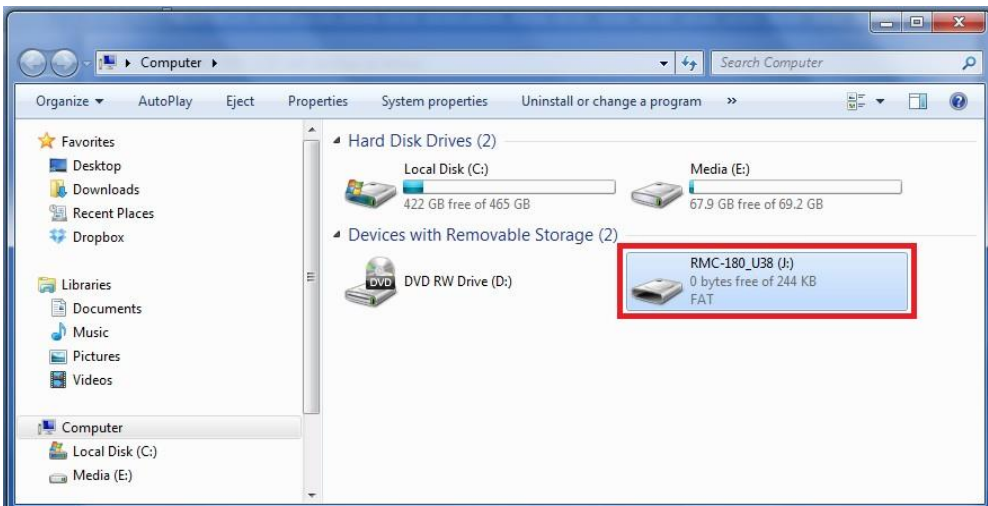 Computer
Search Computer
Organize
AutoPlay
Eject
Properties
System properties
Uninstall or change a program
»
Favorites
Desktop
Downloads
Recent Places
Dropbox
Libraries
Documents
Music
Pictures
Videos
Computer
Local Disk (C:)
Media (E:)
Hard Disk Drives (2)
Local Disk (C:)
422 GB free of 465 GB
Media (E:)
67.9 GB free of 69.2 GB
Devices with Removable Storage (2)
DVD RW Drive (D:)
RMC-180_U38 (J:)
0 bytes free of 244 KB
FAT